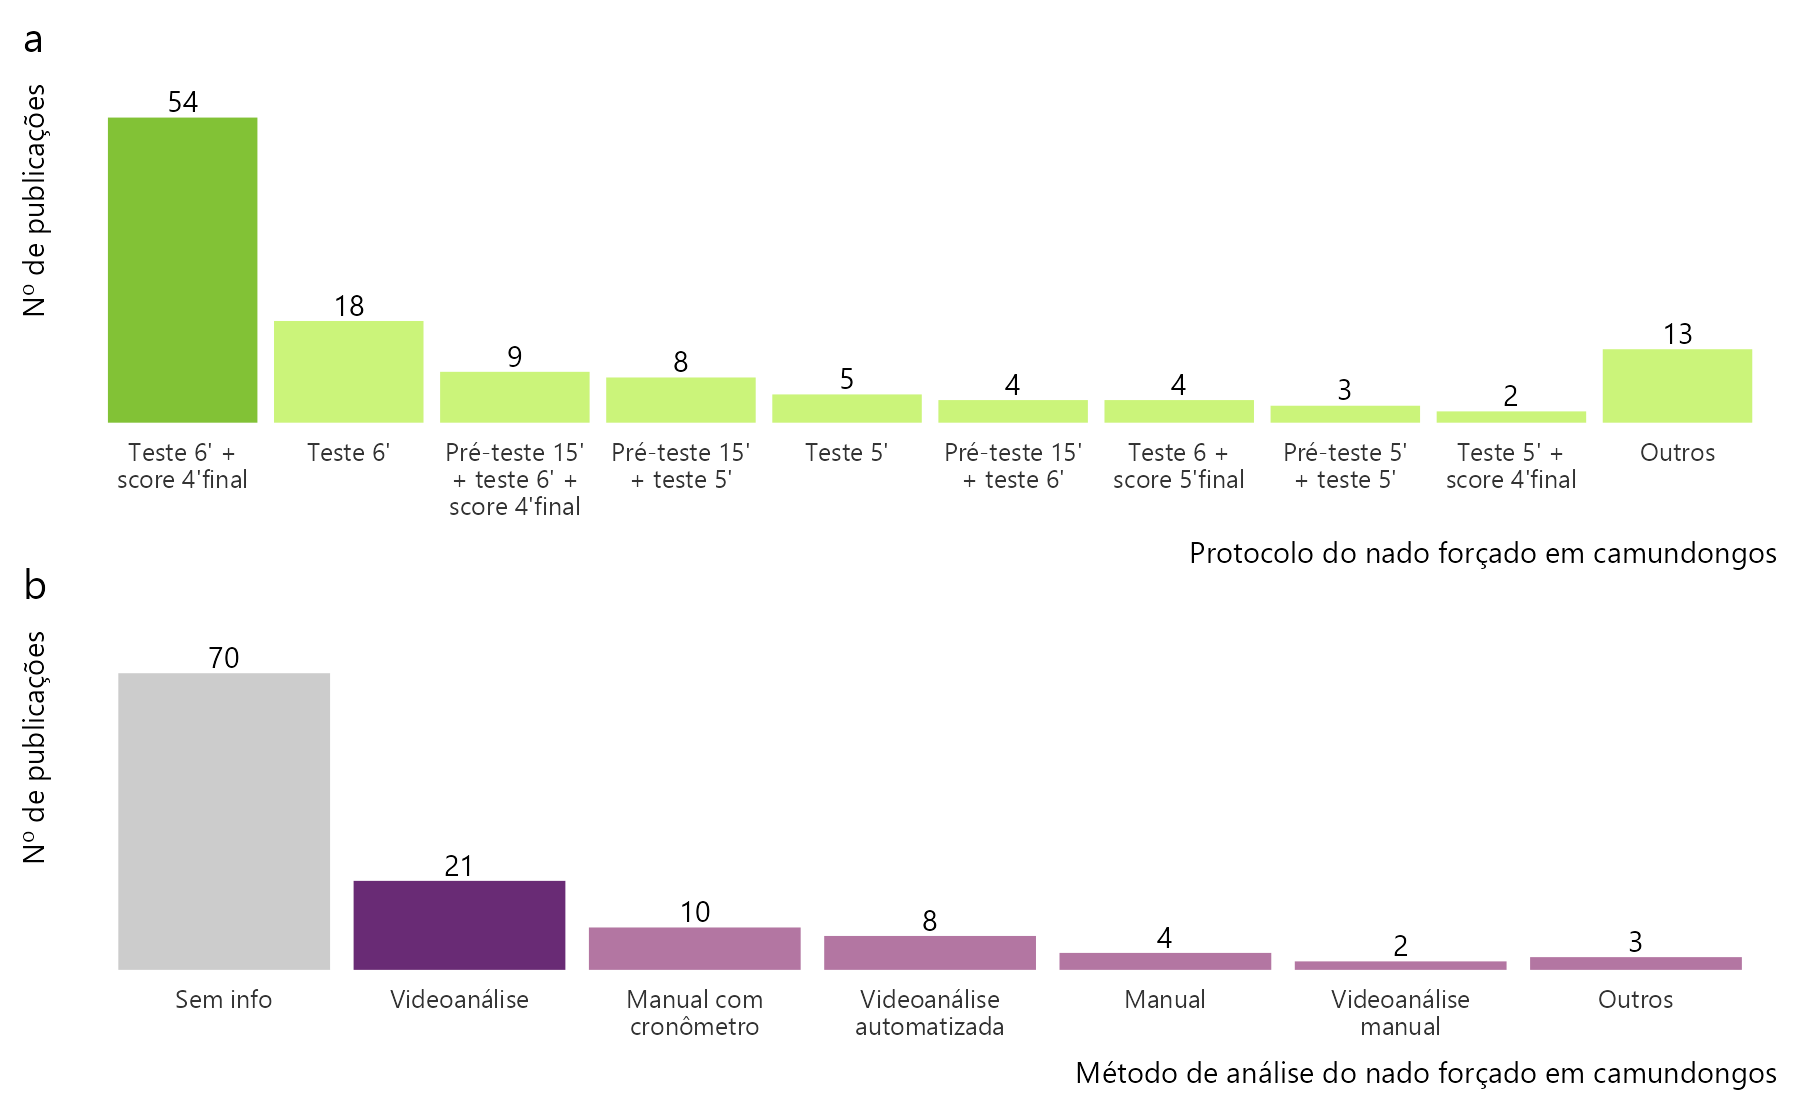 a
Nº de publicações
54
18
9
8
5
4
4
3
2
13
Teste 6' +
score 4'final
Teste 6'
Pré-teste 15'
+ teste 6' +
score 4'final
Pré-teste 15'
+ teste 5'
Teste 5'
Pré-teste 15'
+ teste 6'
Teste 6 +
score 5'final
Pré-teste 5'
+ teste 5'
Teste 5' +
score 4'final
Outros
Protocolo do nado forçado em camundongos
b
Nº de publicações
70
21
10
8
4
2
3
Sem info
Videoanálise
Manual com
cronômetro
Videoanálise
automatizada
Manual
Videoanálise
manual
Outros
Método de análise do nado forçado em camundongos